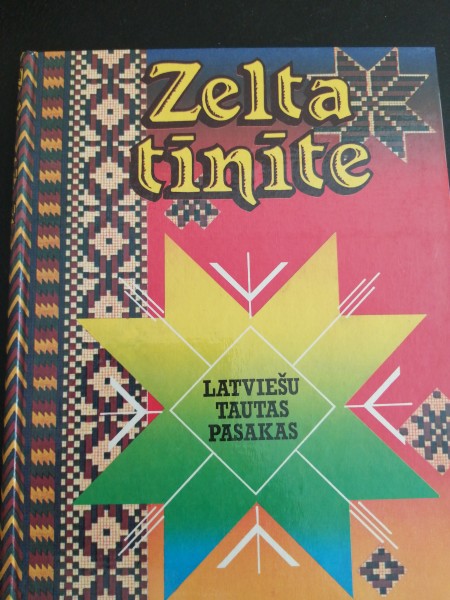 Zelta
tīnīte
LATVIEŠU
TAUTAS
PASAKAS